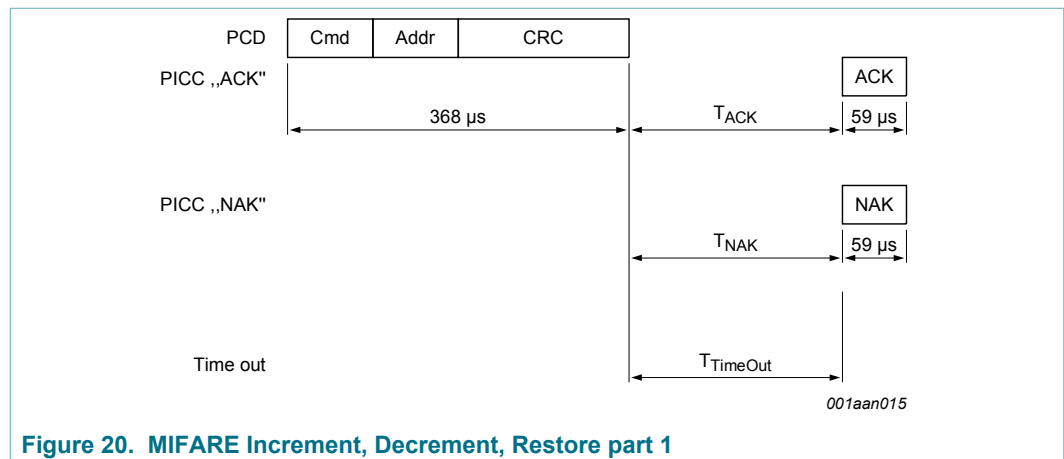 PCD Cmd Addr CRC
PICC ,,ACK" ACK
368 µs TACK 59 µs
PICC ,,NAK" NAK
TNAK 59 µs
Time out TTimeOut
001aan015
Figure 20. MIFARE Increment, Decrement, Restore part 1